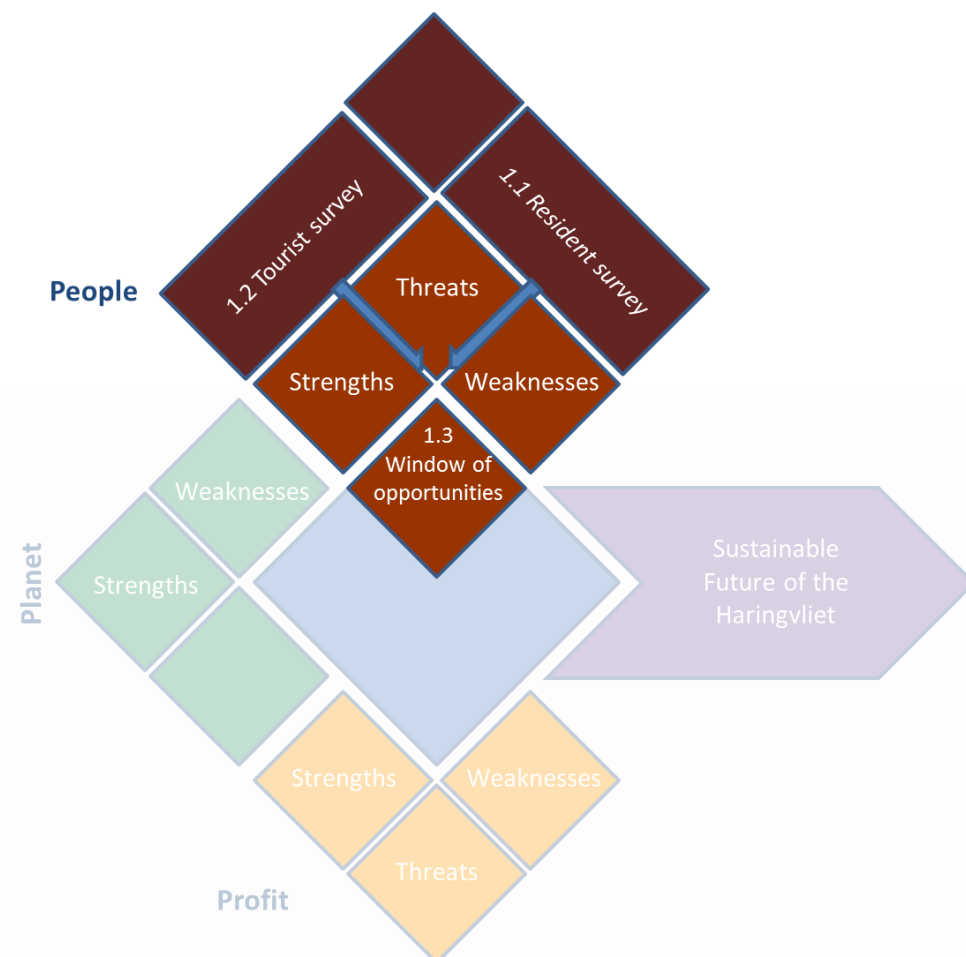 1.2 Tourist survey
1.1 Resident survey
People
Threats
Strengths
Weaknesses
1.3
Window of
opportunities
Weaknesses
Planet
Strengths
Sustainable
Future of the
Haringvliet
Strengths
Weaknesses
Threats
Profit